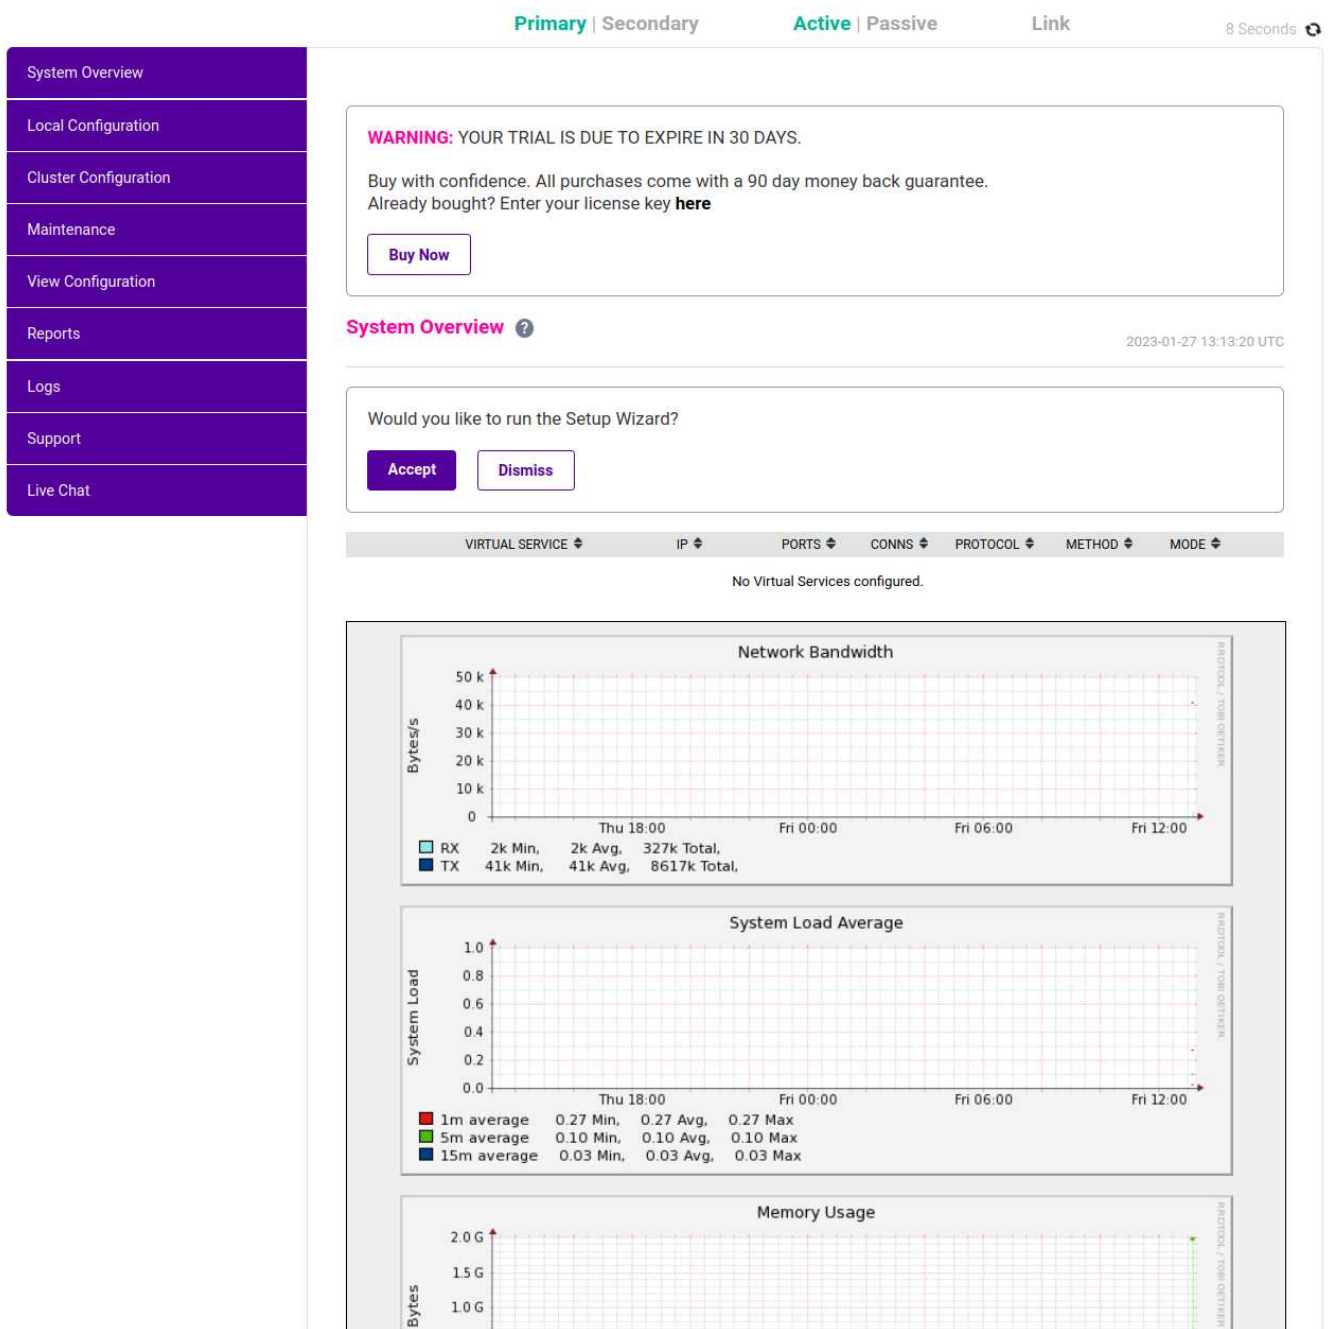 Primary | Secondary Active | Passive Link 8 Seconds
System Overview
Local Configuration
Cluster Configuration
Maintenance
View Configuration
Reports
Logs
Support
Live Chat
WARNING: YOUR TRIAL IS DUE TO EXPIRE IN 30 DAYS.
Buy with confidence. All purchases come with a 90 day money back guarantee.
Already bought? Enter your license key here
Buy Now
System Overview ?
2023-01-27 13:13:20 UTC
Would you like to run the Setup Wizard?
Accept Dismiss
VIRTUAL SERVICE IP PORTS CONNS PROTOCOL METHOD MODE
No Virtual Services configured.
Network Bandwidth
RRDTOOL / TOBI OETIKER
Bytes/s
50 k
40 k
30 k
20 k
10 k
0
Thu 18:00 Fri 00:00 Fri 06:00 Fri 12:00
RX 2k Min, 2k Avg, 327k Total,
TX 41k Min, 41k Avg, 8617k Total,
System Load Average
RRDTOOL / TOBI OETIKER
System Load
1.0
0.8
0.6
0.4
0.2
0.0
Thu 18:00 Fri 00:00 Fri 06:00 Fri 12:00
1m average 0.27 Min, 0.27 Avg, 0.27 Max
5m average 0.10 Min, 0.10 Avg, 0.10 Max
15m average 0.03 Min, 0.03 Avg, 0.03 Max
Memory Usage
RRDTOOL / TOBI OETIKER
Bytes
2.0 G
1.5 G
1.0 G